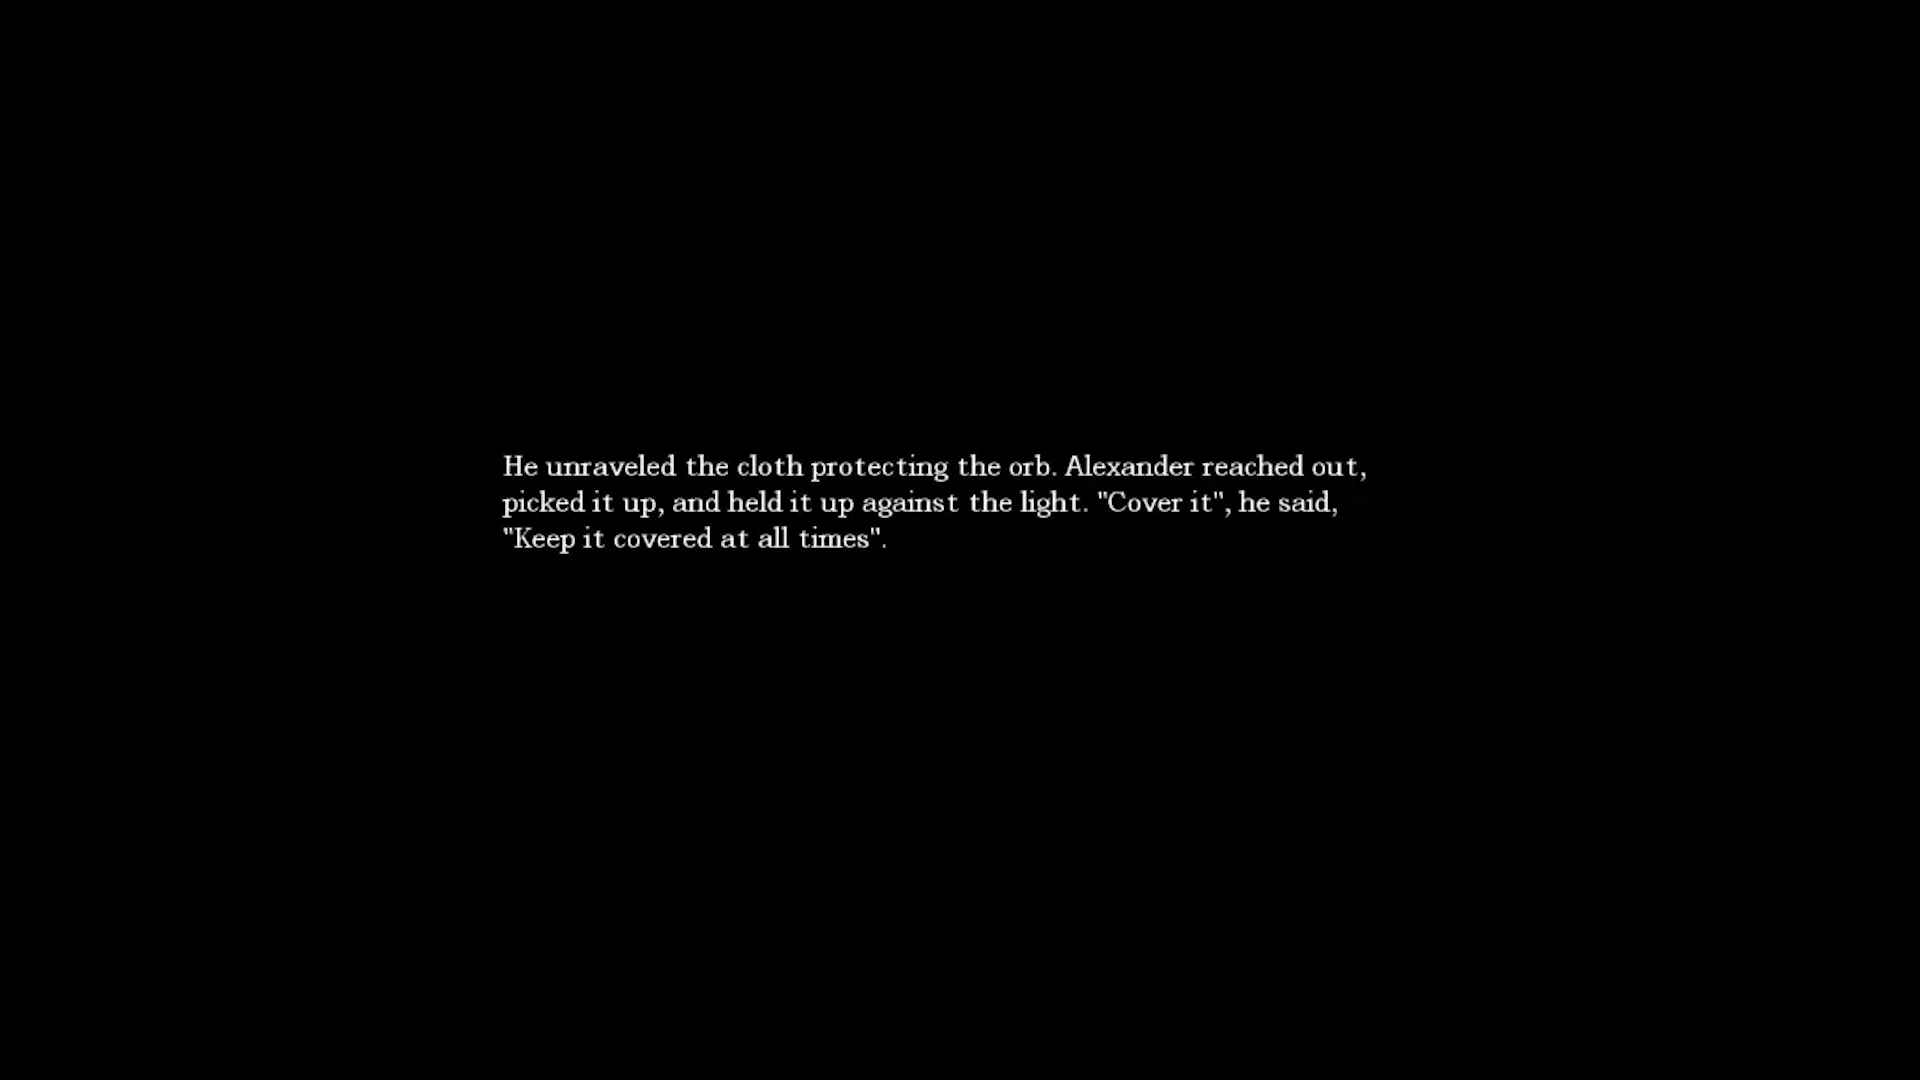 He unraveled the cloth protecting the orb. Alexander reached out,
picked it up, and held it up against the light. "Cover it", he said,
"Keep it covered at all times".